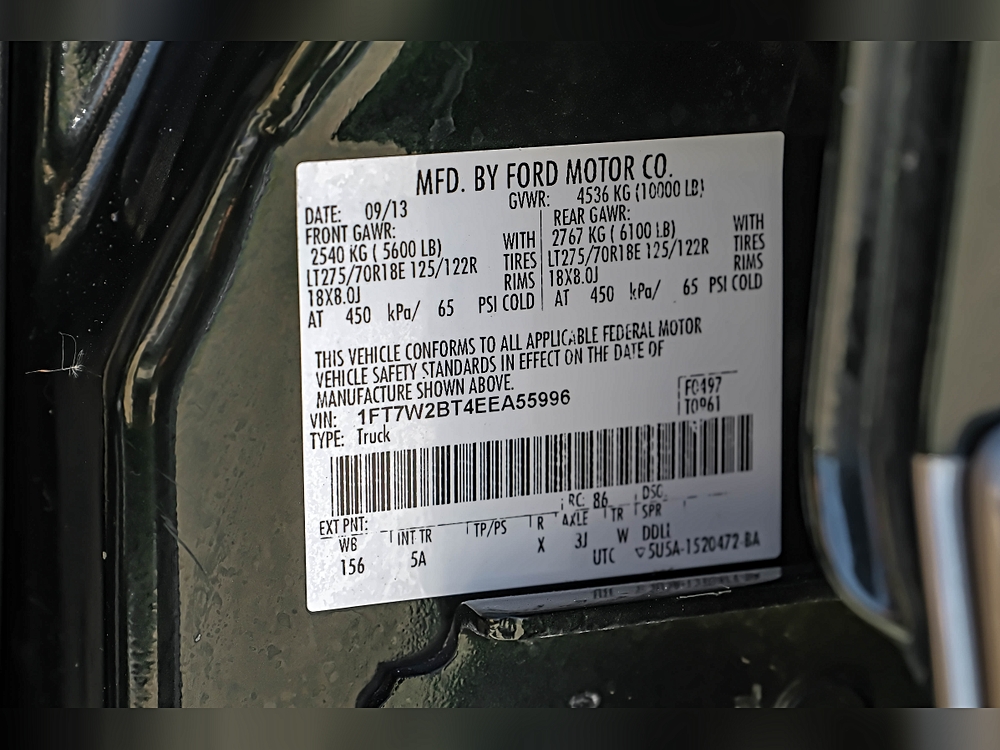 MFD. BY FORD MOTOR CO.
DATE: 09/13 GVWR: 4536 KG (10000 LB)
FRONT GAWR: REAR GAWR:
2540 KG ( 5600 LB) WITH 2767 KG ( 6100 LB) WITH
LT275/70R18E 125/122R TIRES LT275/70R18E 125/122R TIRES
18X8.0J RIMS 18X8.0J RIMS
AT 450 kPa/ 65 PSI COLD AT 450 kPa/ 65 PSI COLD
THIS VEHICLE CONFORMS TO ALL APPLICABLE FEDERAL MOTOR
VEHICLE SAFETY STANDARDS IN EFFECT ON THE DATE OF
MANUFACTURE SHOWN ABOVE.
VIN: 1FT7W2BT4EEA55996 F0497
TYPE: Truck T0961
EXT PNT: RC: 86 DSO:
WB INT TR TP/PS R AXLE TR SPR
156 5A X 3J W DDLI
UTC 5U5A-1520472-BA